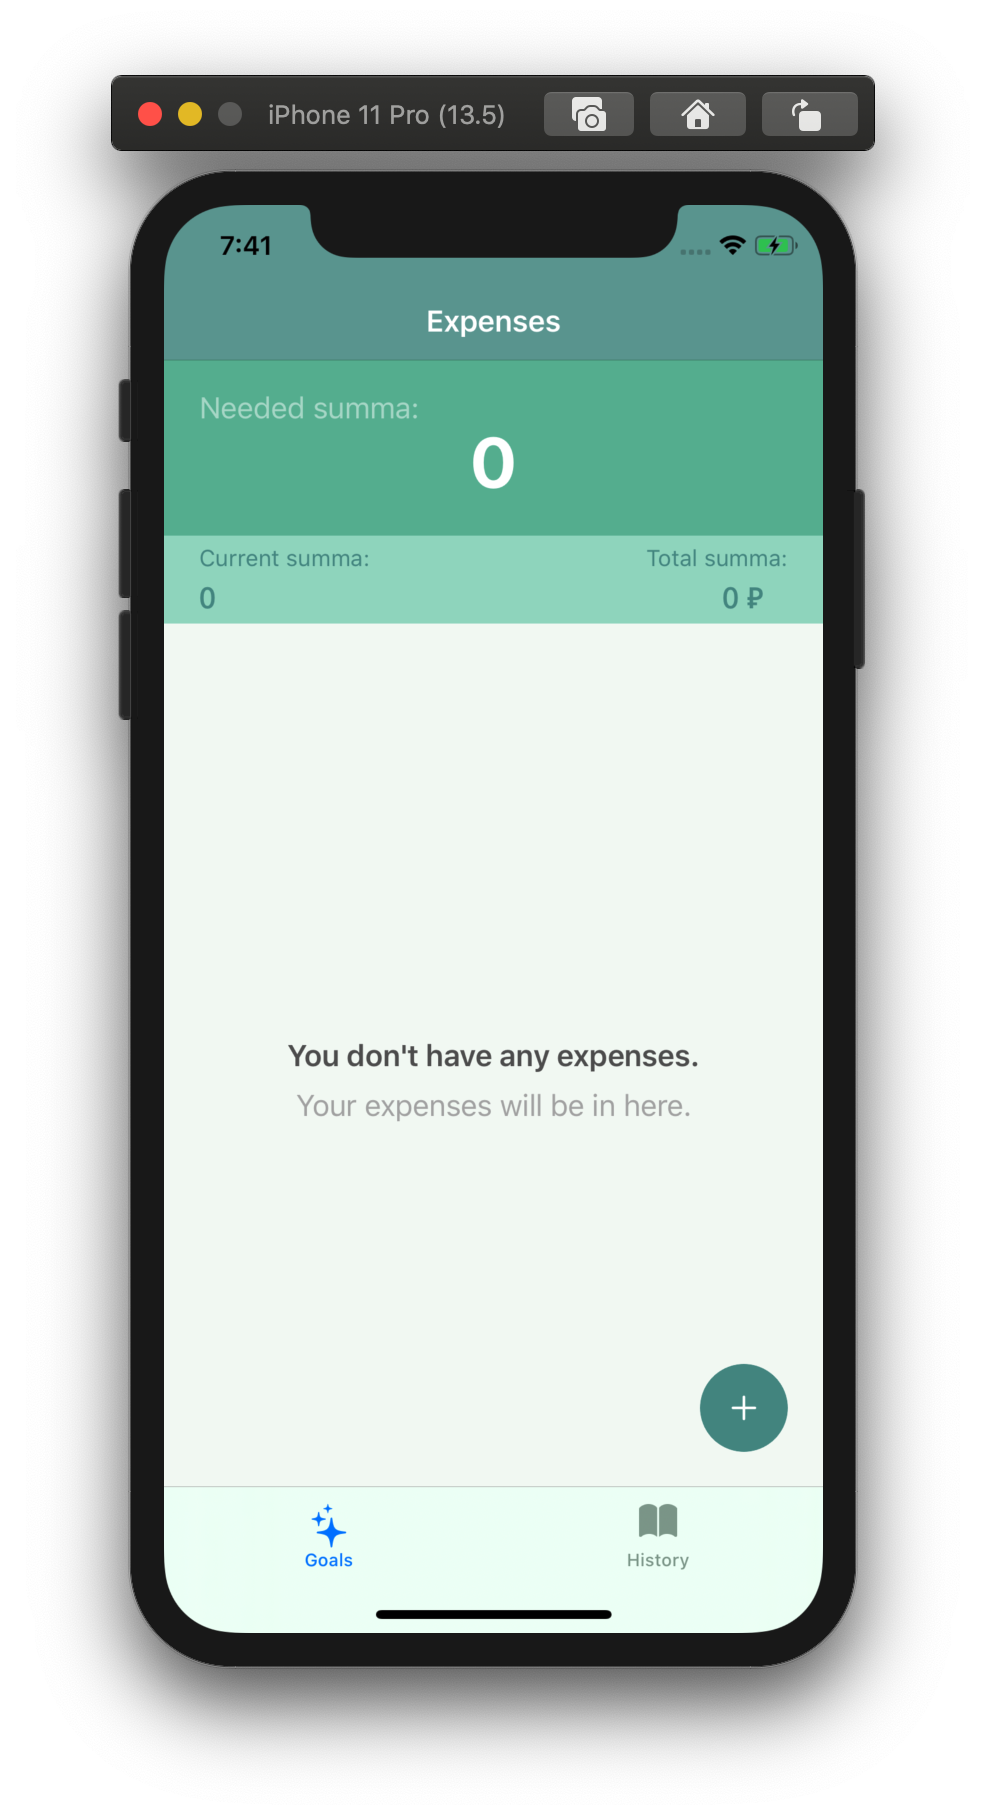 iPhone 11 Pro (13.5)
7:41
Expenses
Needed summa:
0
Current summa: Total summa:
0 0 ₽
You don't have any expenses.
Your expenses will be in here.
Goals History